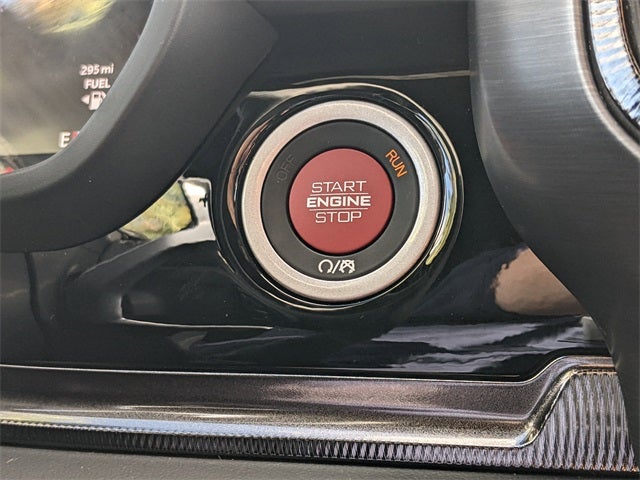 295 mi
FUEL
E
OFF
RUN
START
ENGINE
STOP